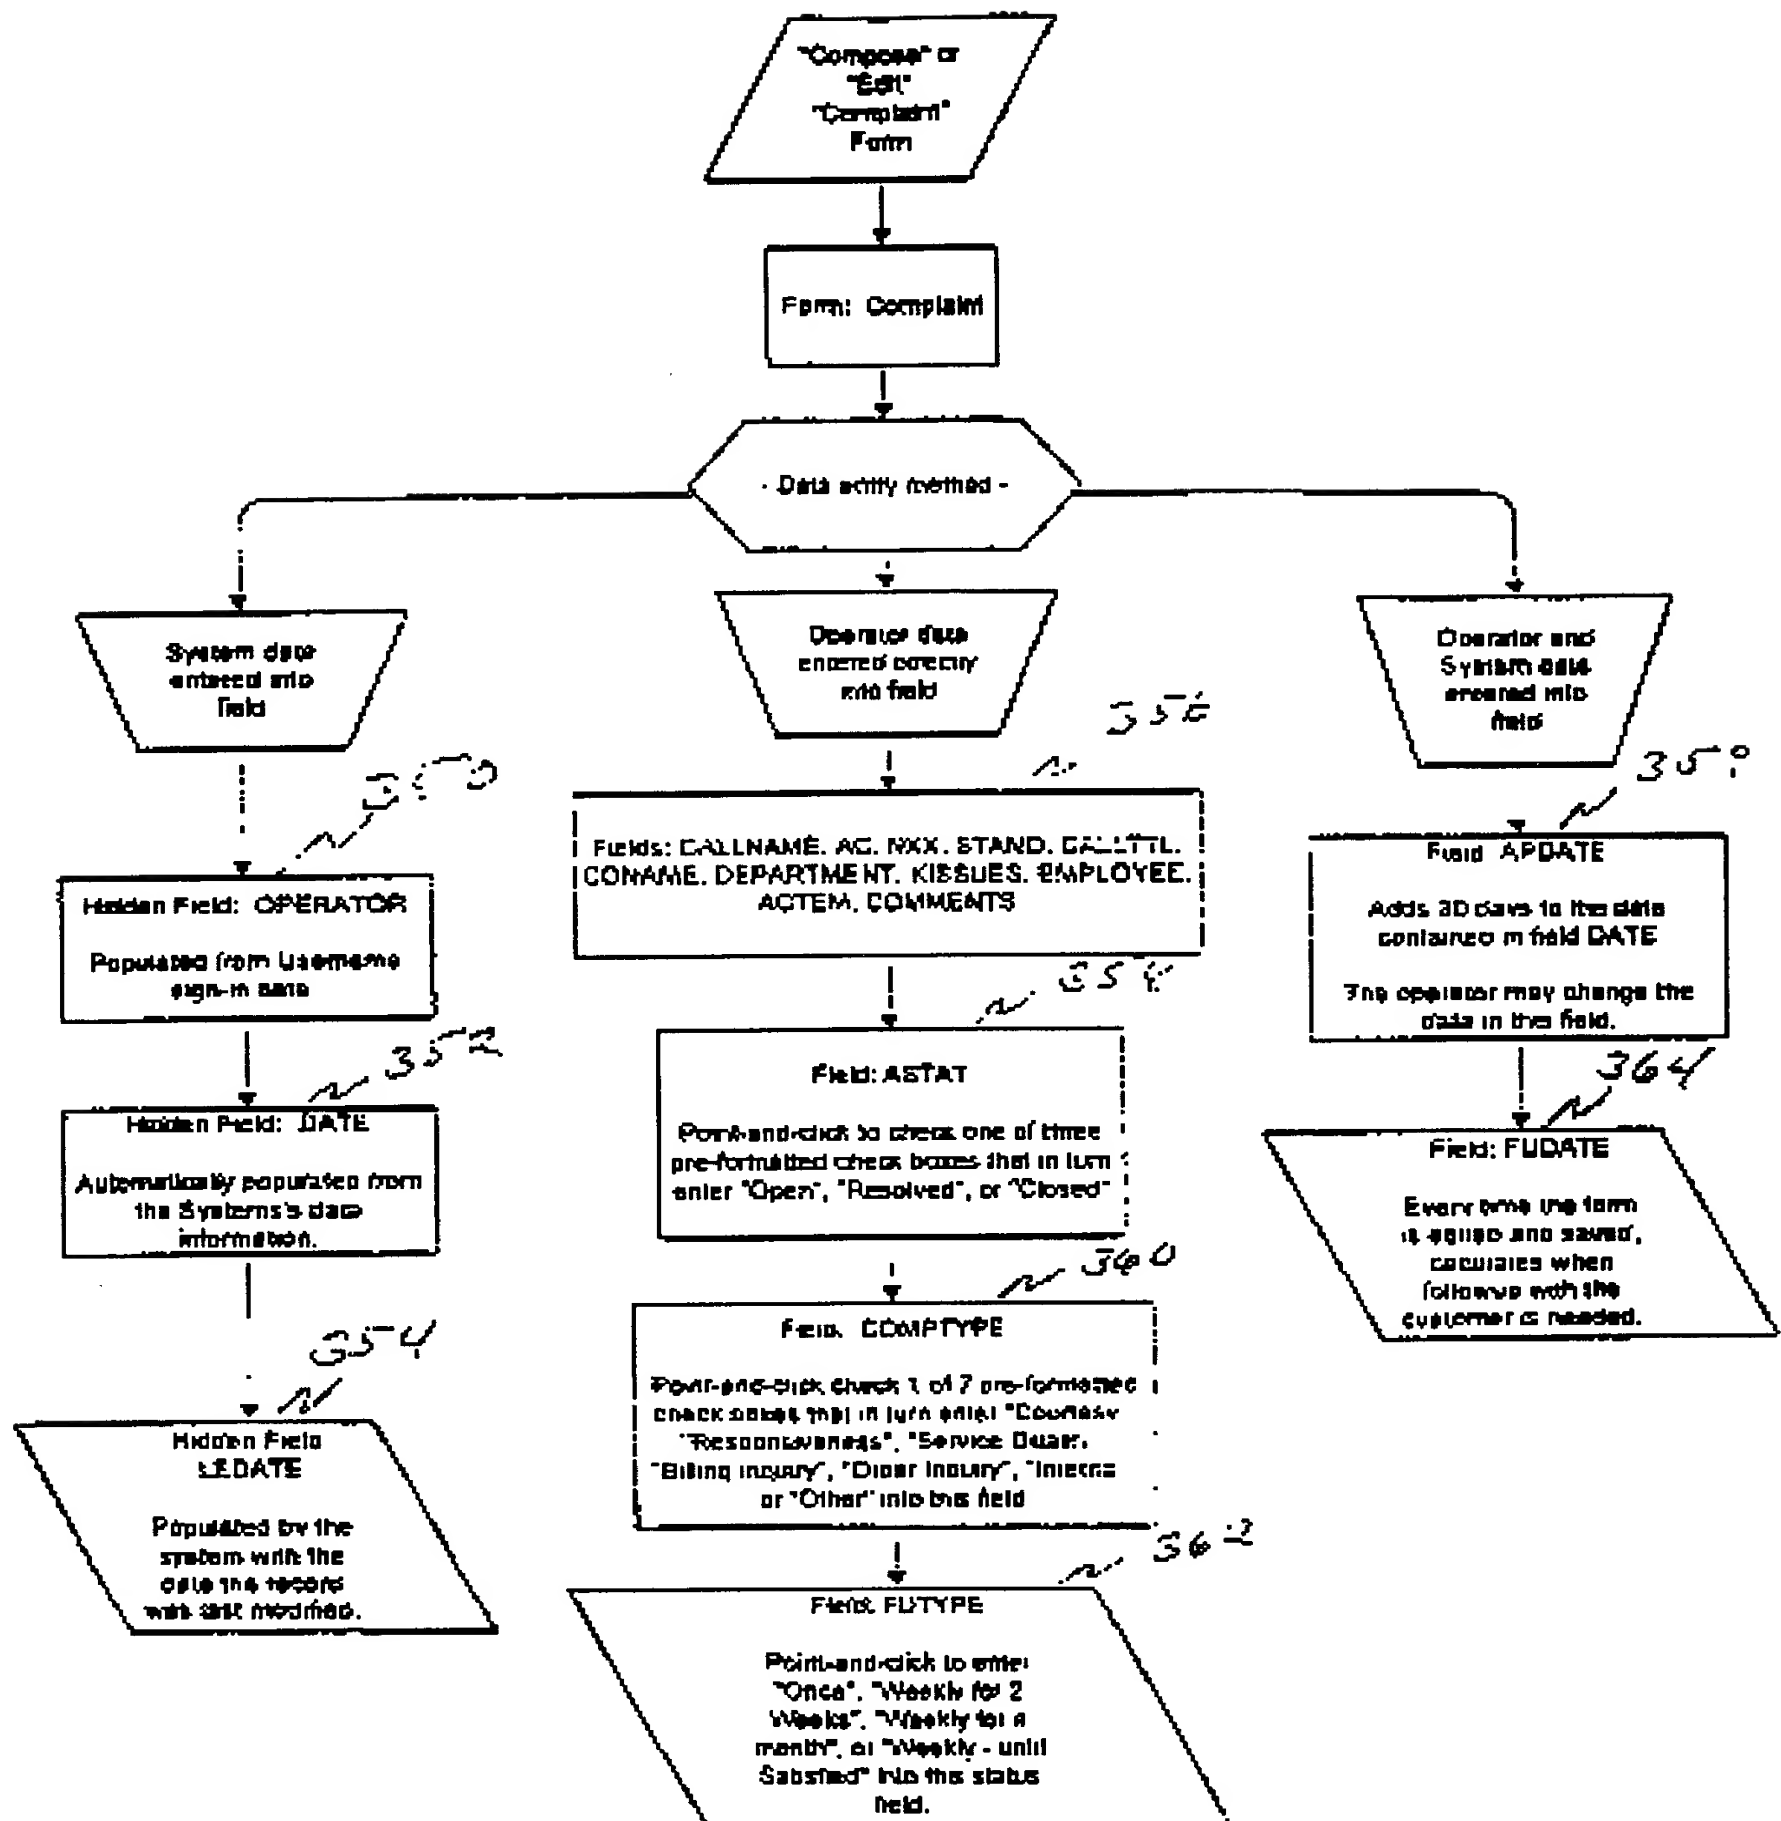 "Compose" or
"Edit"
"Complaint"
Form
Form: Complaint
- Data entry method -
System data
entered into
field
Operator data
entered directly
into field
Operator and
System data
entered into
field
350
356
358
Hidden Field: OPERATOR
Populated from Username
sign-in data
Fields: CALLNAME, AC, NXX, STAND, CALLTTL,
CONAME, DEPARTMENT, KISSUES, EMPLOYEE,
ACTEM, COMMENTS
Field: APDATE
Adds 30 days to the date
contained in field DATE
The operator may change the
data in this field.
352
364
Hidden Field: DATE
Automatically populated from
the Systems's date
information.
Field: ASTAT
Point-and-click to check one of three
pre-formatted check boxes that in turn
enter "Open", "Resolved", or "Closed"
Field: FUDATE
Every time the form
is edited and saved,
calculates when
followup with the
customer is needed.
354
360
Hidden Field
LEDATE
Populated by the
system with the
date the record
was last modified.
Field: COMPTYPE
Point-and-click check 1 of 7 pre-formatted
check boxes that in turn enter "Courtesy
"Responsiveness", "Service Qualit
"Billing Inquiry", "Order Inquiry", "Interna
or "Other" into this field
362
Field: FUTYPE
Point-and-click to enter
"Once", "Weekly for 2
Weeks", "Weekly for a
month", or "Weekly - until
Satisfied" into this status
field.